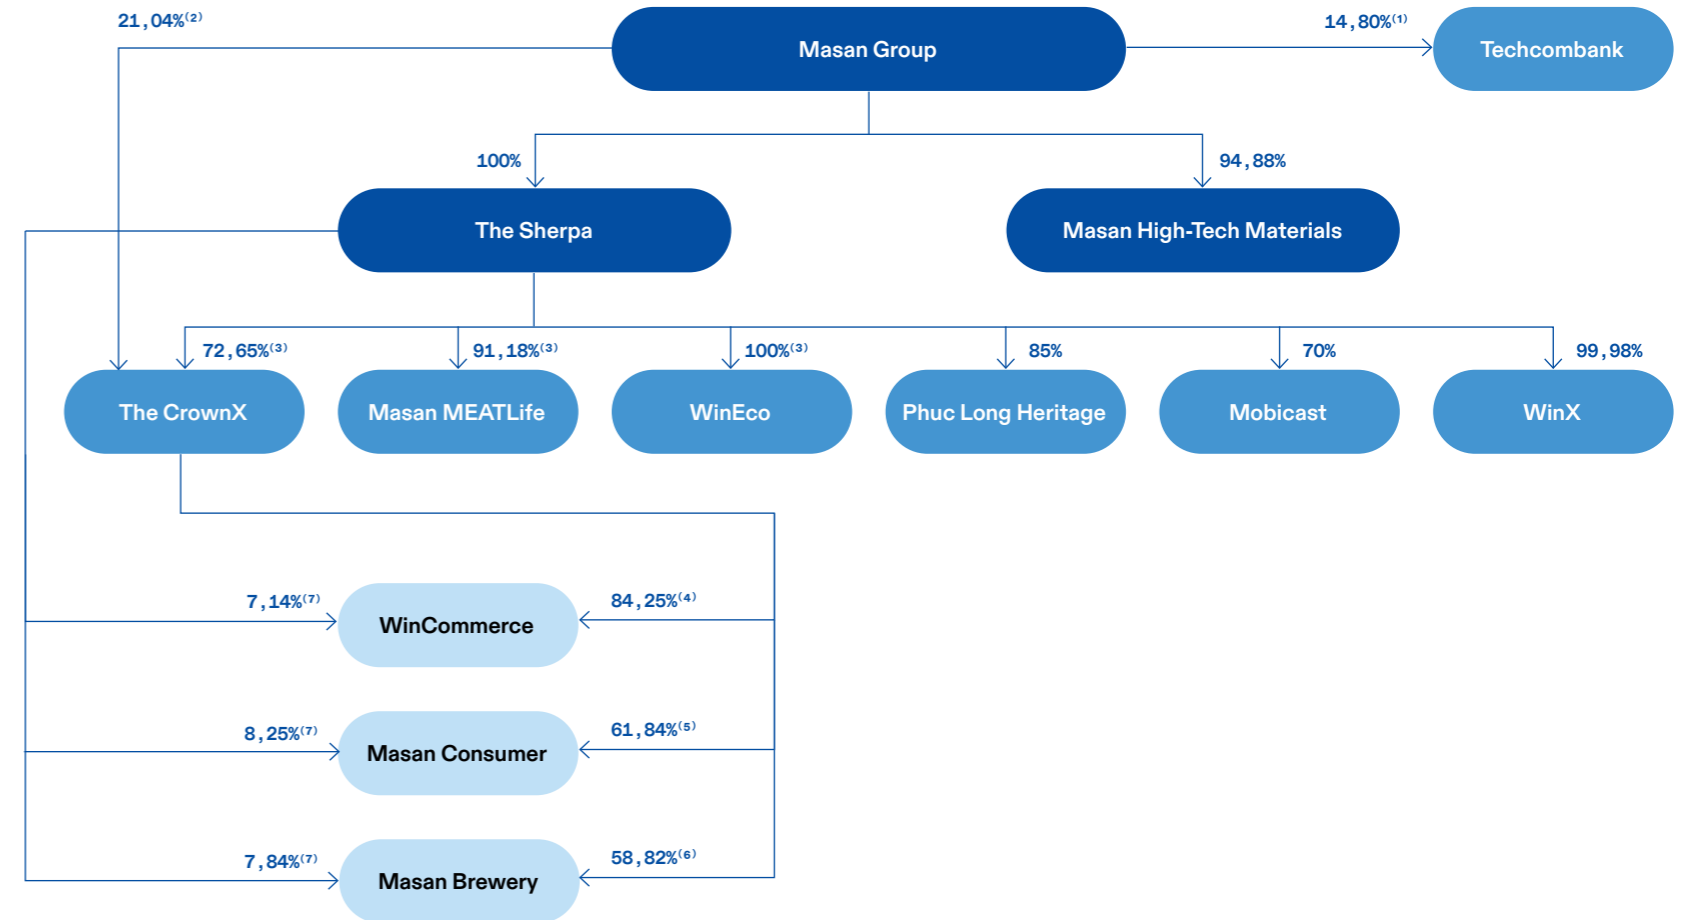 21,04%(2)
Masan Group
14,80%(1)
Techcombank
100%
94,88%
The Sherpa
Masan High-Tech Materials
72,65%(3)
91,18%(3)
100%(3)
85%
70%
99,98%
The CrownX
Masan MEATLife
WinEco
Phuc Long Heritage
Mobicast
WinX
7,14%(7)
WinCommerce
84,25%(4)
8,25%(7)
Masan Consumer
61,84%(5)
7,84%(7)
Masan Brewery
58,82%(6)